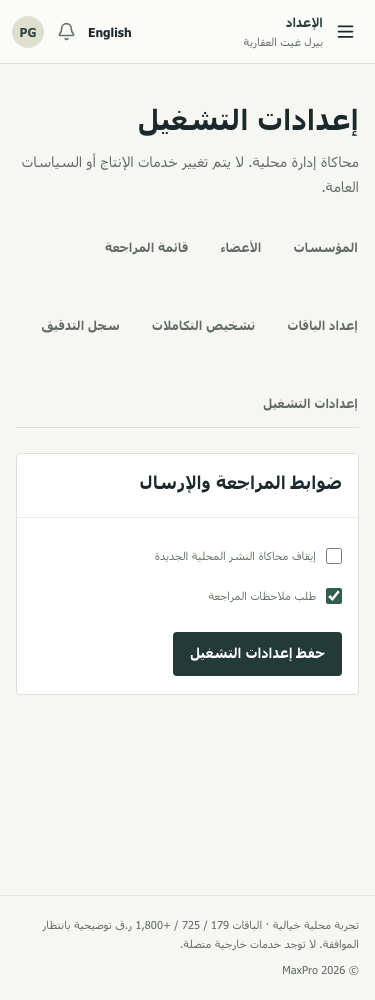 الإعداد
بيرل غيت العقارية
English
PG
إعدادات التشغيل
محاكاة إدارة محلية. لا يتم تغيير خدمات الإنتاج أو السياسات
العامة.
المؤسسات الأعضاء قائمة المراجعة
إعداد الباقات تشخيص التكاملات سجل التدقيق
إعدادات التشغيل
ضوابط المراجعة والإرسال
إيقاف محاكاة النشر المحلية الجديدة
طلب ملاحظات المراجعة
حفظ إعدادات التشغيل
تجربة محلية خيالية · الباقات 179 / 725 / +1,800 ر.ق توضيحية بانتظار
الموافقة. لا توجد خدمات خارجية متصلة.
© 2026 MaxPro